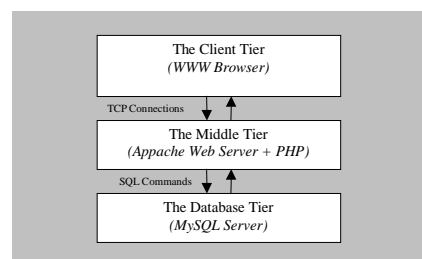 The Client Tier
(WWW Browser)
TCP Connections
The Middle Tier
(Appache Web Server + PHP)
SQL Commands
The Database Tier
(MySQL Server)